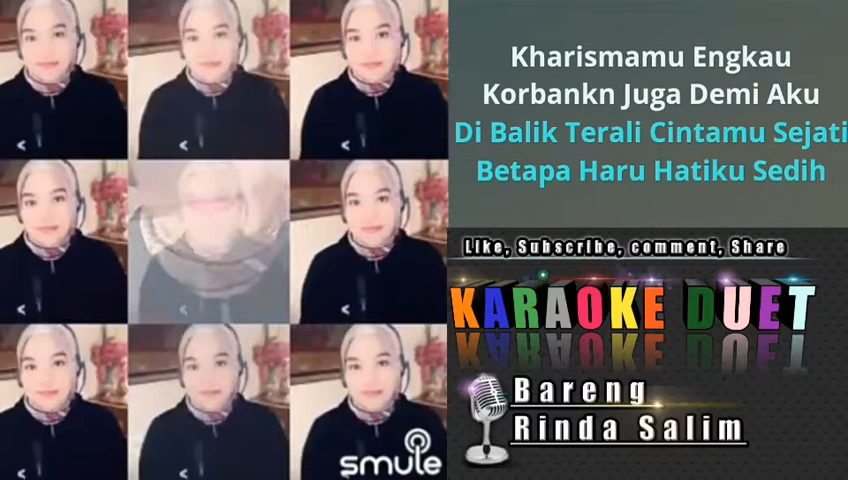 Kharismamu Engkau
Korbankn Juga Demi Aku
Di Balik Terali Cintamu Sejati
Betapa Haru Hatiku Sedih
Like, Subscribe, comment, Share
KARAOKE DUET
Bareng
Rinda Salim
smule